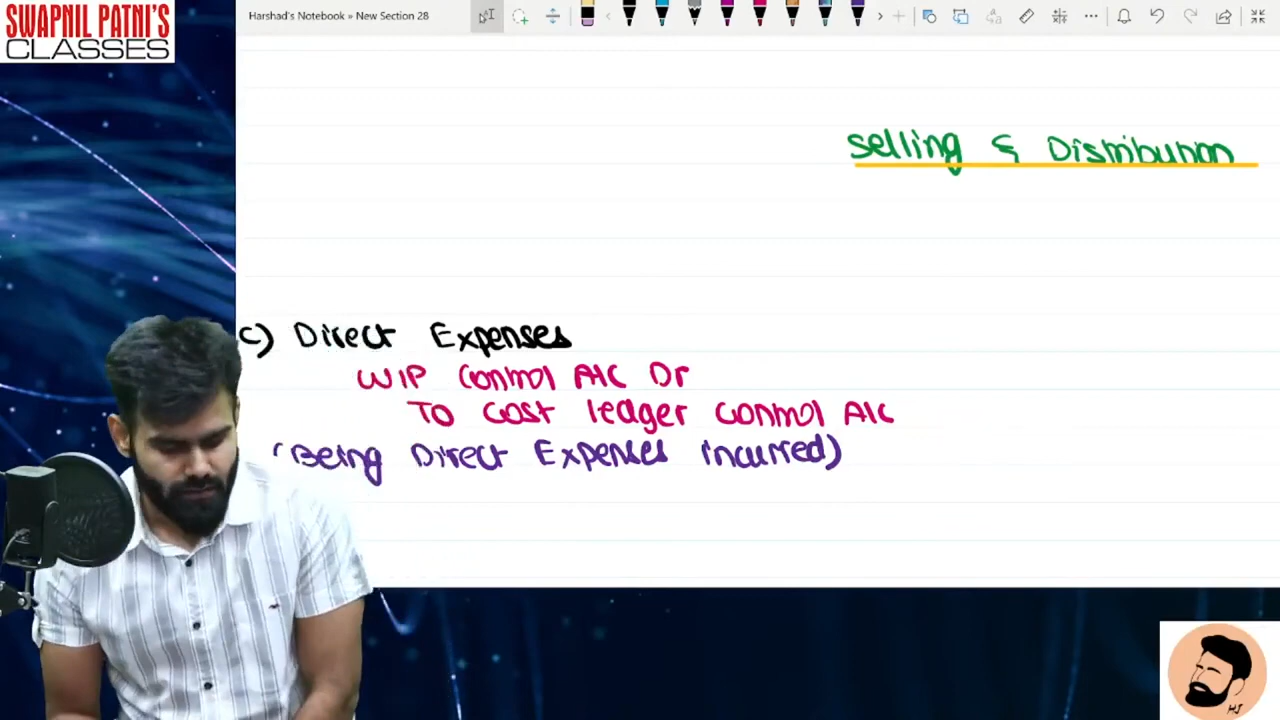 SWAPNIL PATNI'S
CLASSES
Harshad's Notebook » New Section 28
Selling & Distribution
c) Direct Expenses
WIP Control A/c Dr
To Cost ledger Control A/c
(Being Direct Expenses incurred)
HJ